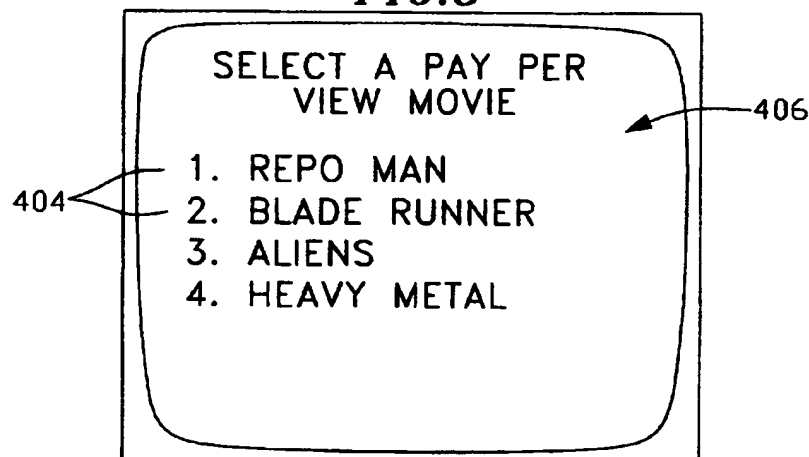 SELECT A PAY PER
VIEW MOVIE
406
404
1. REPO MAN
2. BLADE RUNNER
3. ALIENS
4. HEAVY METAL